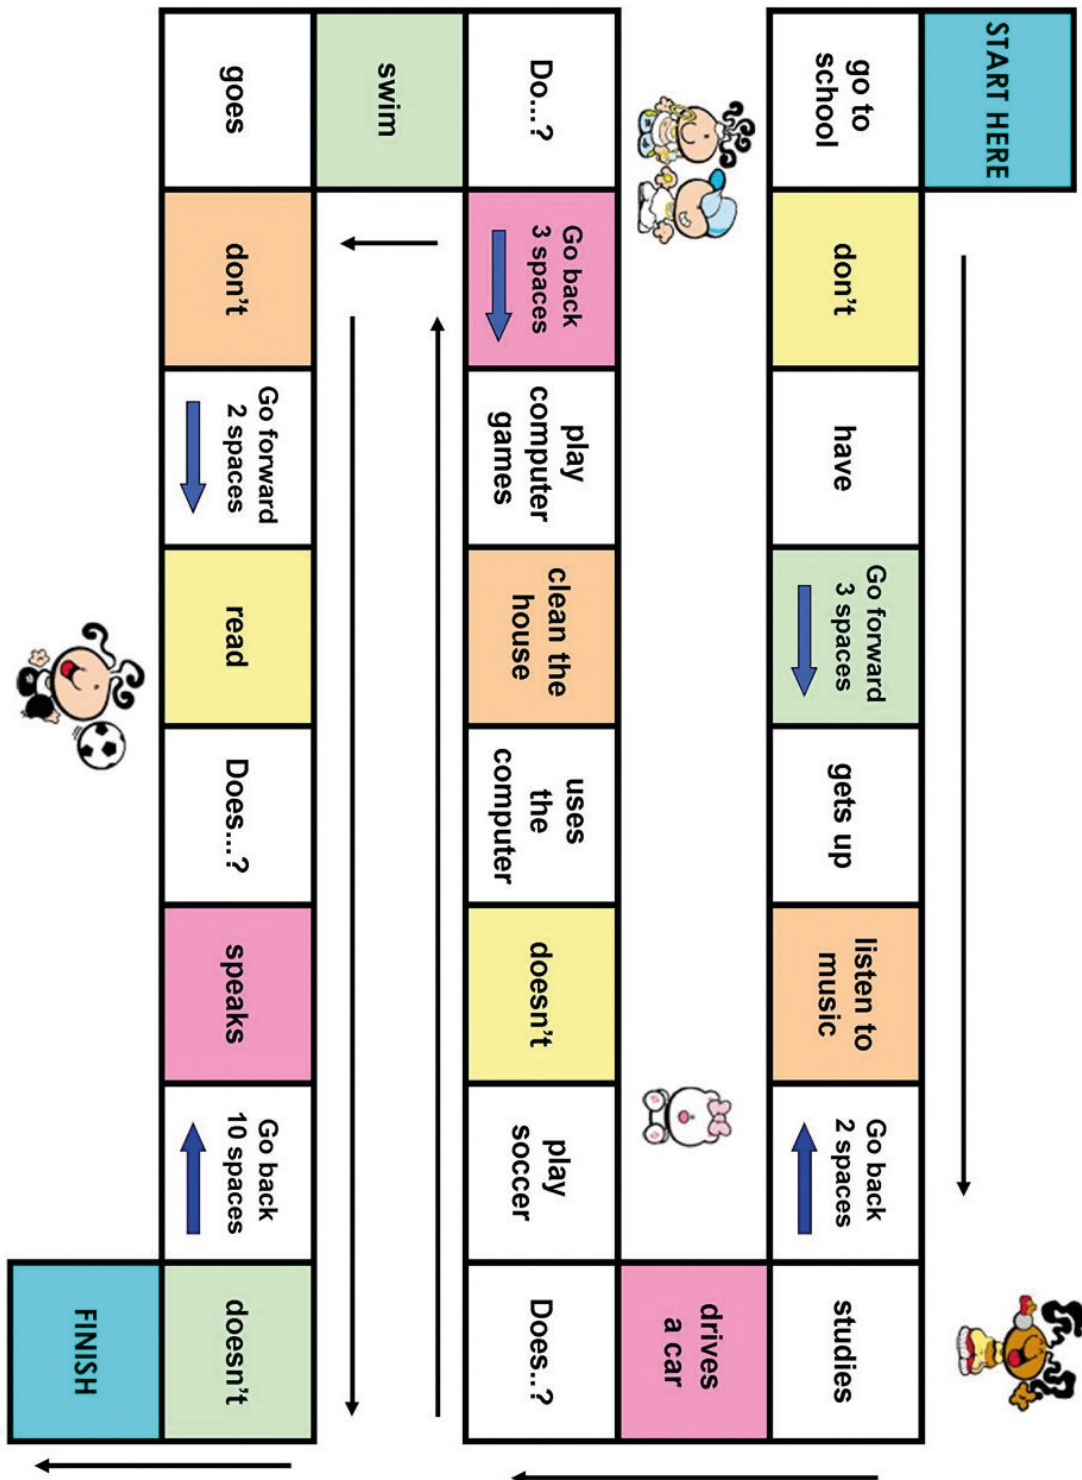 START HERE
go to
school
don't
have
Go forward
3 spaces
gets up
listen to
music
Go back
2 spaces
studies
drives
a car
Does..?
play
soccer
doesn't
uses
the
computer
clean the
house
play
computer
games
Go back
3 spaces
Do...?
swim
goes
don't
Go forward
2 spaces
read
Does...?
speaks
Go back
10 spaces
doesn't
FINISH